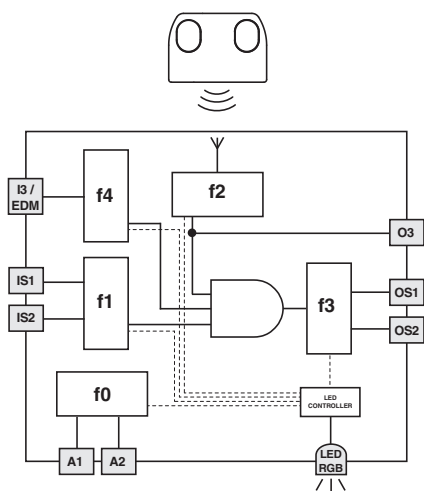 I3 /
EDM
f4
f2
O3
IS1
f1
f3
OS1
IS2
OS2
f0
LED
CONTROLLER
A1
A2
LED
RGB